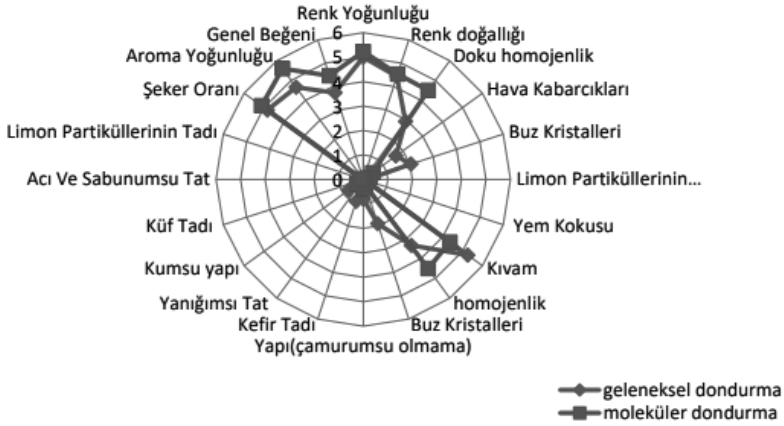 Renk Yoğunluğu
Genel Beğeni
Renk doğallığı
Aroma Yoğunluğu
Doku homojenlik
Şeker Oranı
Hava Kabarcıkları
Limon Partiküllerinin Tadı
Buz Kristalleri
Acı Ve Sabunumsu Tat
Limon Partiküllerinin...
Küf Tadı
Yem Kokusu
Kumsu yapı
Kıvam
Yanığımsı Tat
homojenlik
Kefir Tadı
Buz Kristalleri
Yapı(çamurumsu olmama)
6
5
4
3
2
1
0
geleneksel dondurma
moleküler dondurma